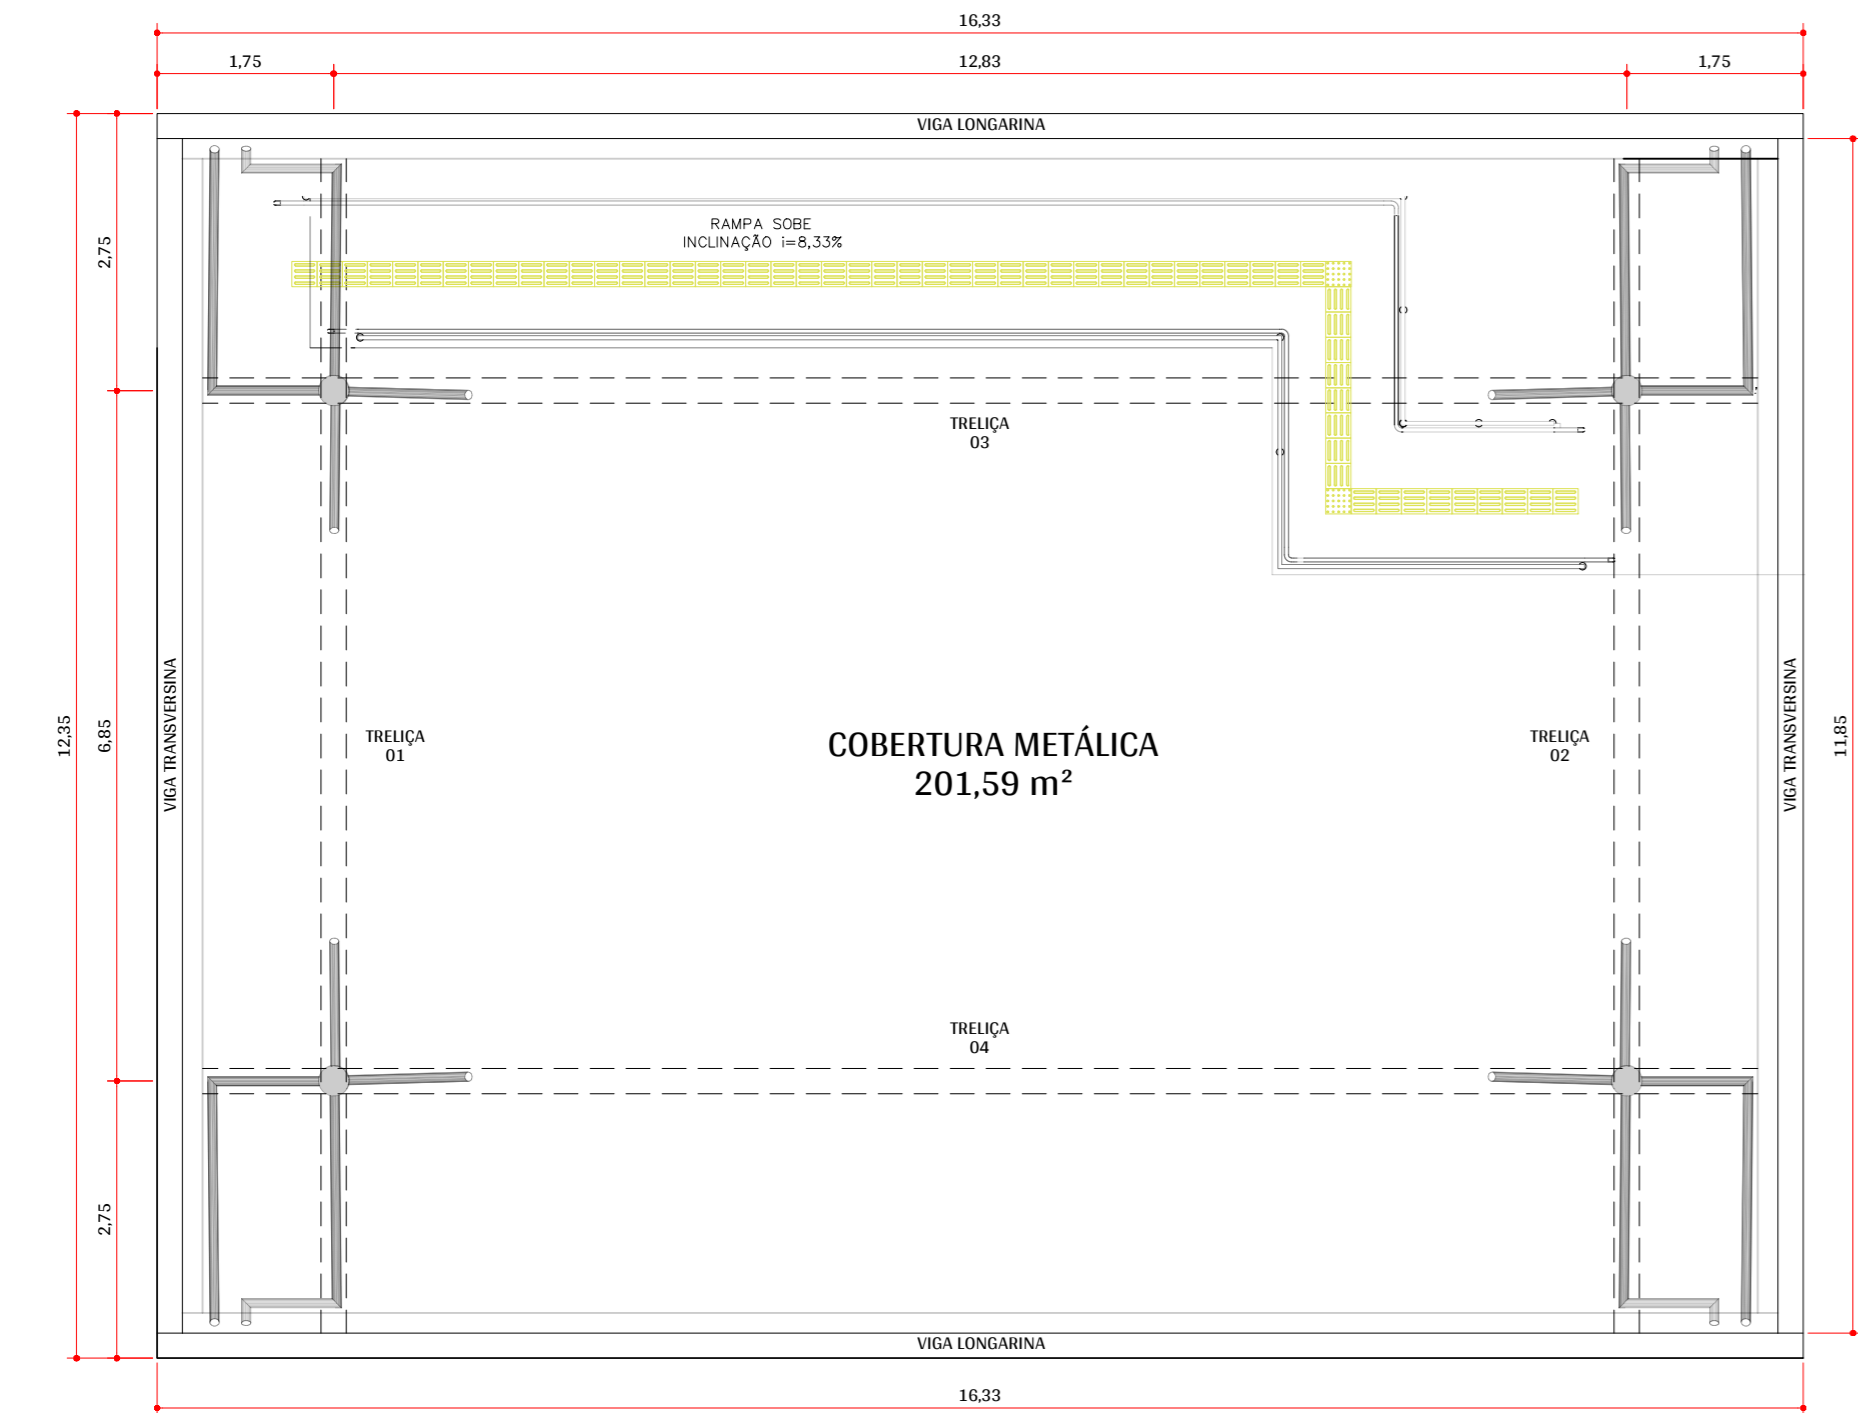 16,33
1,75
12,83
1,75
VIGA LONGARINA
RAMPA SOBE
INCLINAÇÃO i=8,33%
2,75
TRELIÇA
03
12,35
6,85
VIGA TRANSVERSINA
TRELIÇA
01
COBERTURA METÁLICA
201,59 m²
TRELIÇA
02
VIGA TRANSVERSINA
11,85
TRELIÇA
04
2,75
VIGA LONGARINA
16,33